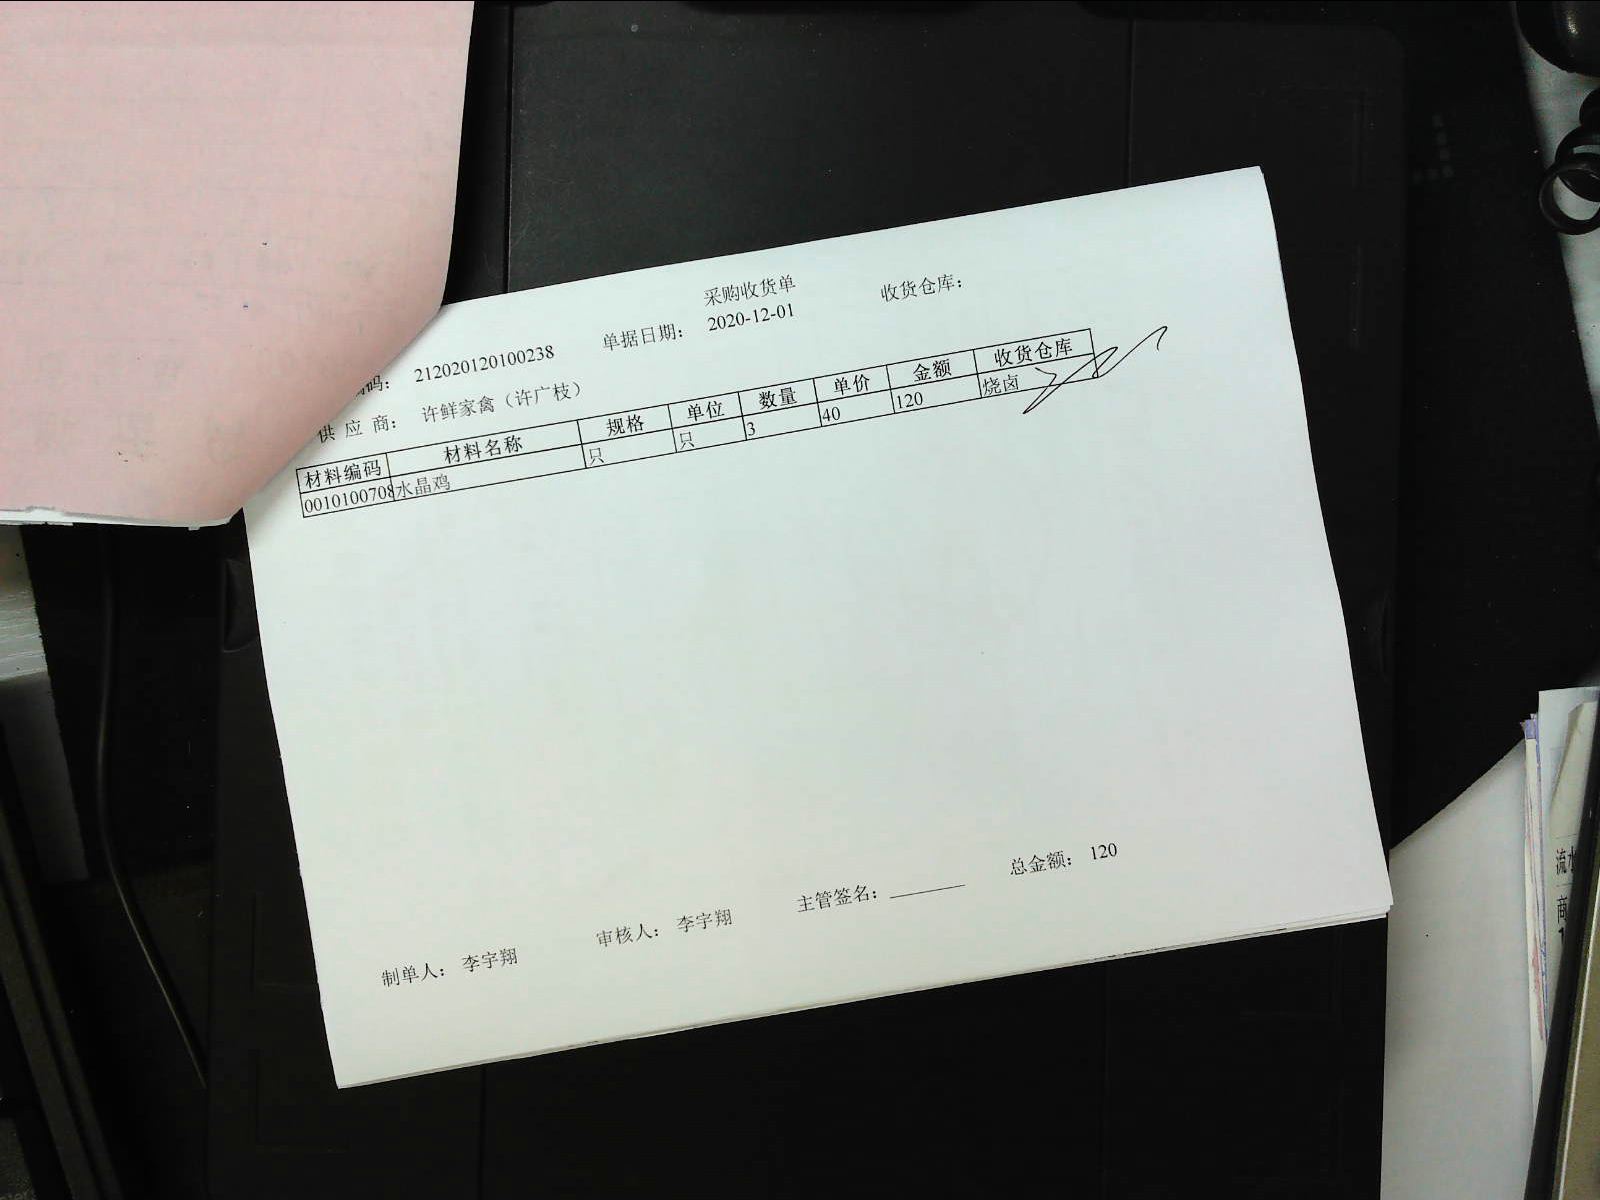 采购收货单
码: 212020120100238 单据日期: 2020-12-01 收货仓库:
供 应 商: 许鲜家禽（许广枝）
材料编码 材料名称 规格 单位 数量 单价 金额 收货仓库
0010100708 水晶鸡 只 只 3 40 120 烧卤
制单人: 李宇翔 审核人: 李宇翔 主管签名: 总金额: 120
流水
商